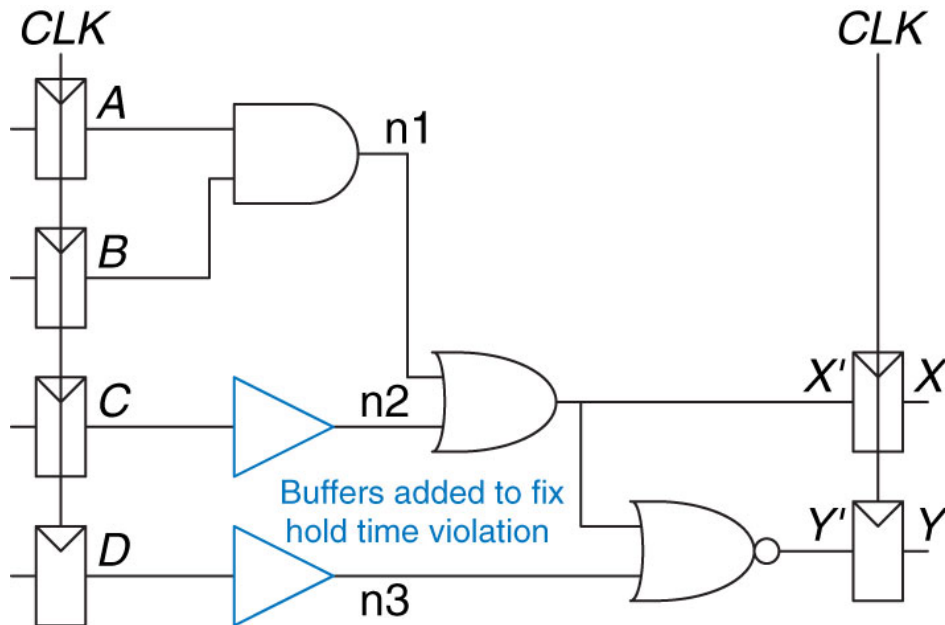 CLK
CLK
A
n1
B
C
n2
X'
X
Buffers added to fix
hold time violation
D
n3
Y'
Y